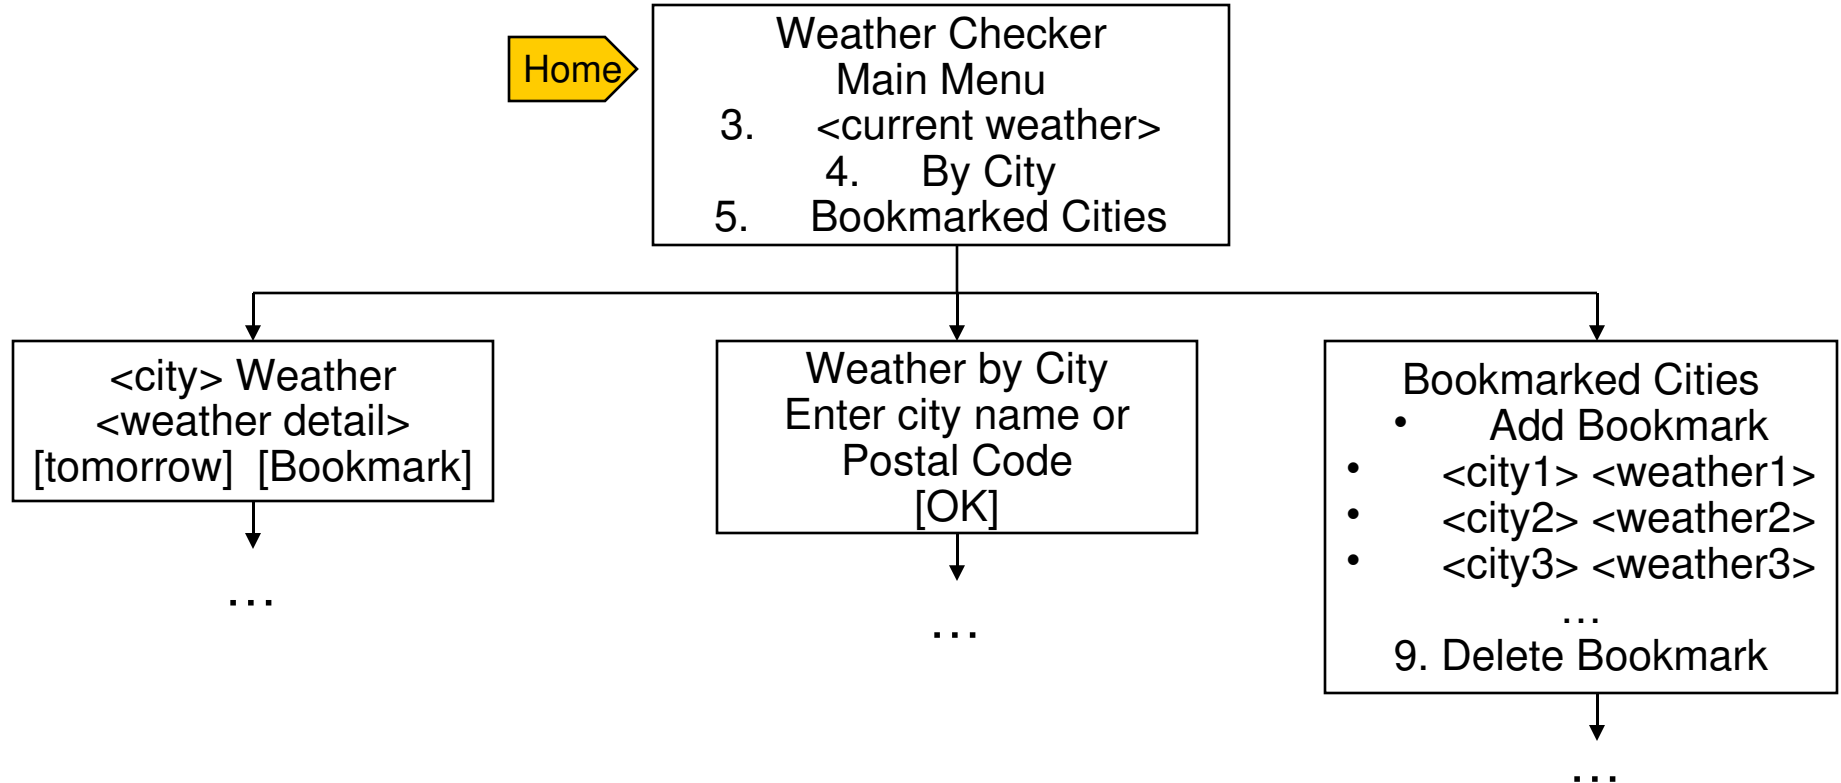 Home
Weather Checker
Main Menu
3. <current weather>
4. By City
5. Bookmarked Cities
<city> Weather
<weather detail>
[tomorrow] [Bookmark]
…
Weather by City
Enter city name or
Postal Code
[OK]
…
Bookmarked Cities
• Add Bookmark
• <city1> <weather1>
• <city2> <weather2>
• <city3> <weather3>
…
9. Delete Bookmark
…